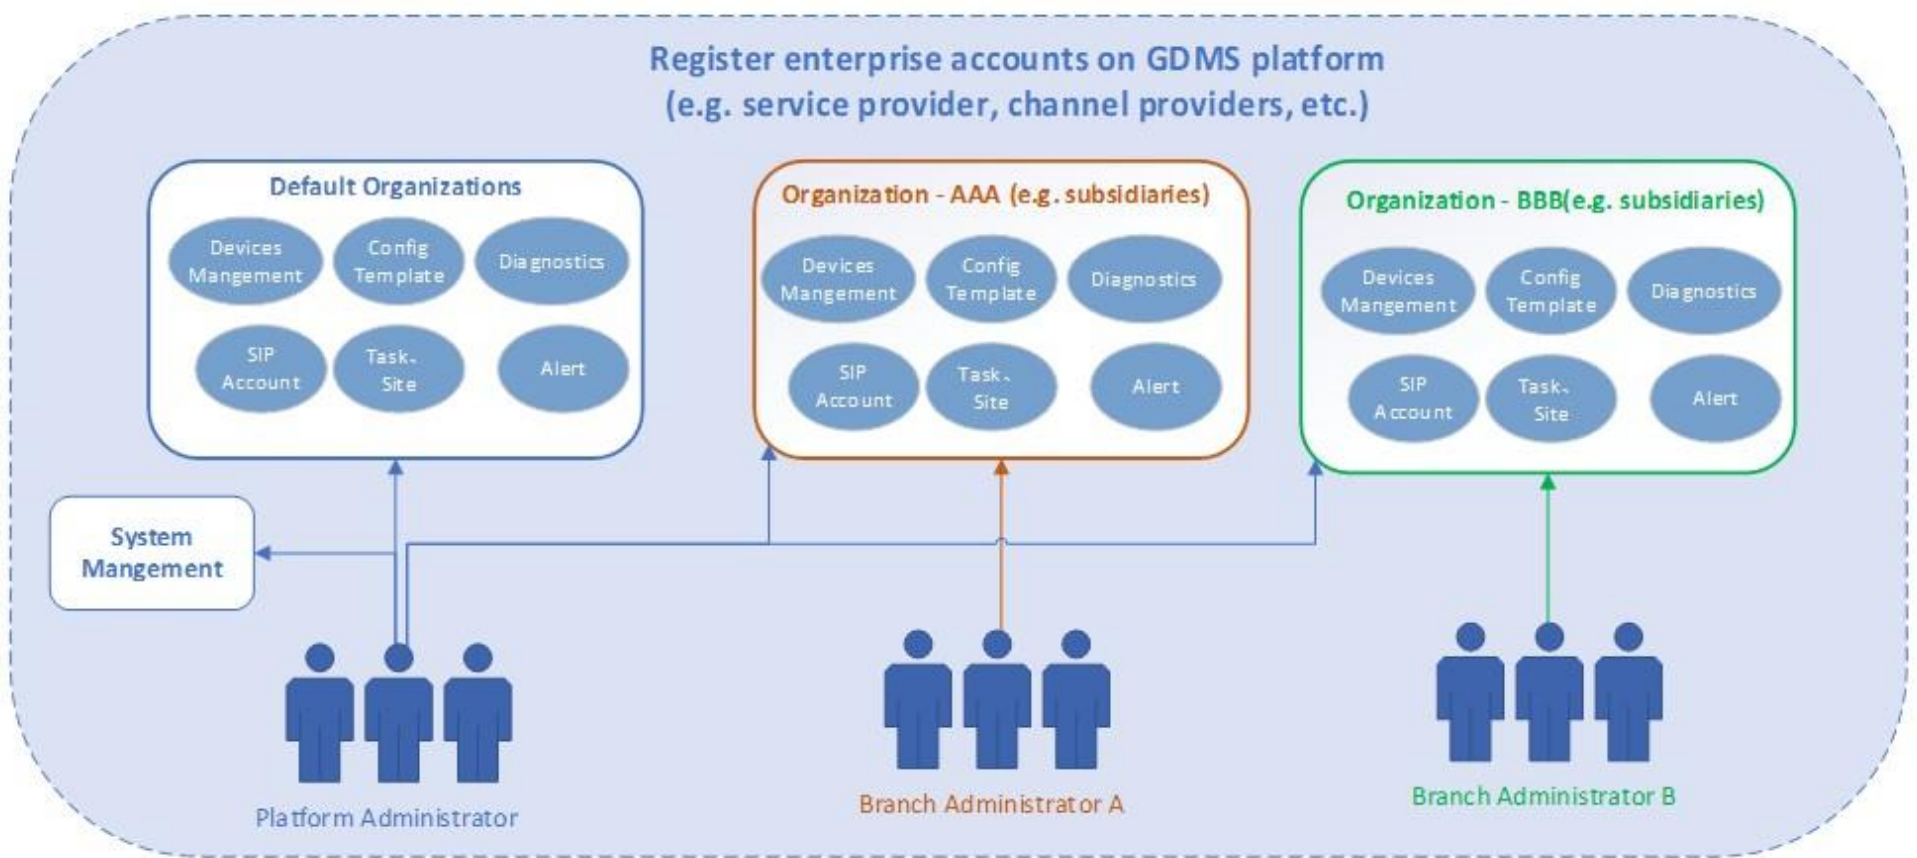 Register enterprise accounts on GDMS platform
(e.g. service provider, channel providers, etc.)
Default Organizations
Devices
Mangement
Config
Template
Diagnostics
SIP
Account
Task、
Site
Alert
Organization - AAA (e.g. subsidiaries)
Devices
Mangement
Config
Template
Diagnostics
SIP
Account
Task、
Site
Alert
Organization - BBB(e.g. subsidiaries)
Devices
Mangement
Config
Template
Diagnostics
SIP
Account
Task、
Site
Alert
System
Mangement
Platform Administrator
Branch Administrator A
Branch Administrator B